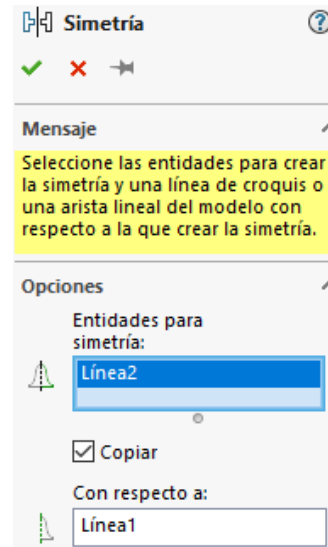 Simetría
Mensaje
Seleccione las entidades para crear
la simetría y una línea de croquis o
una arista lineal del modelo con
respecto a la que crear la simetría.
Opciones
Entidades para
simetría:
Línea2
Copiar
Con respecto a:
Línea1